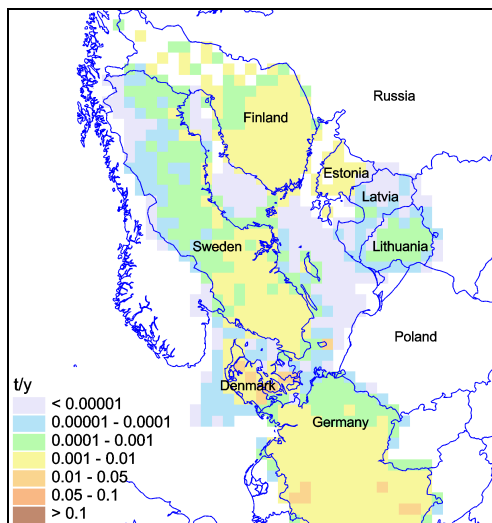 Russia
Finland
Estonia
Latvia
Sweden
Lithuania
Poland
Denmark
Germany
t/y
< 0.00001
0.00001 - 0.0001
0.0001 - 0.001
0.001 - 0.01
0.01 - 0.05
0.05 - 0.1
> 0.1